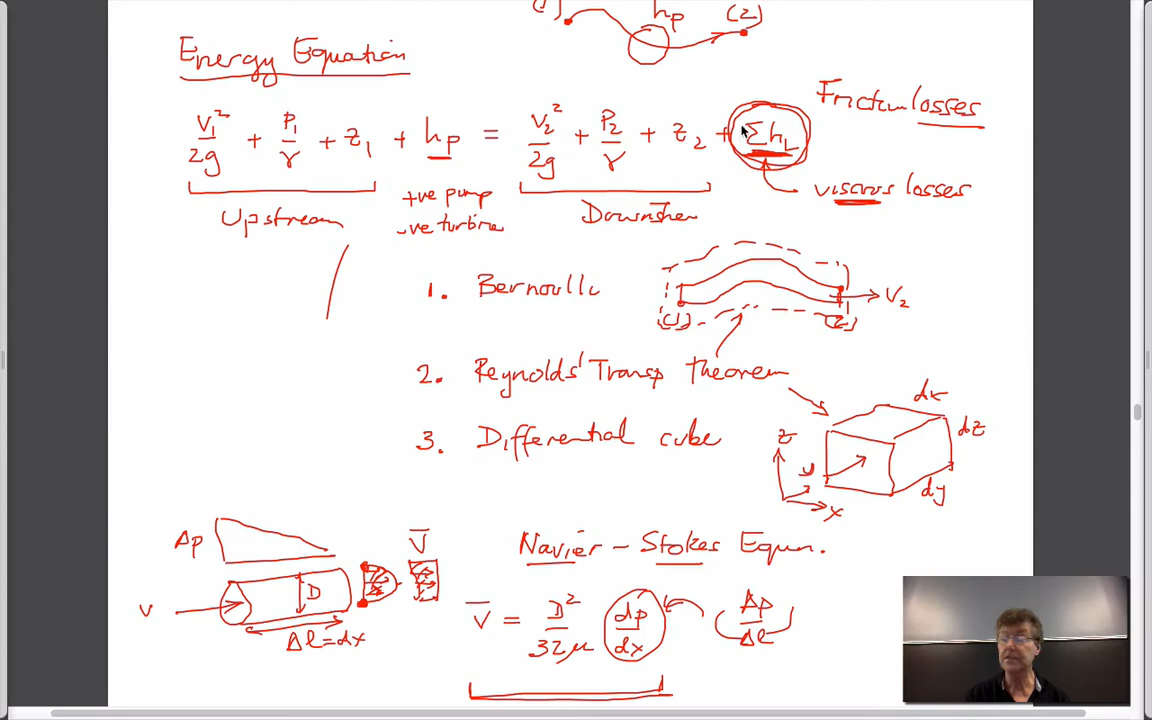 (1) hp (2)
Energy Equation
V₁²/2g + P₁/γ + z₁ + hp = V₂²/2g + P₂/γ + z₂ + Σh_L
Friction losses
viscous losses
Upstream
+ve pump
-ve turbine
Downstream
1. Bernoulli
(1) (2) V₂
2. Reynolds' Transp theorem
3. Differential cube
dx
dz
dy
z
y
x
Navier – Stokes Equn.
Δp
V
D
Δl = dx
V̄
V̄ = D²/32μ dp/dx
Δp/Δl